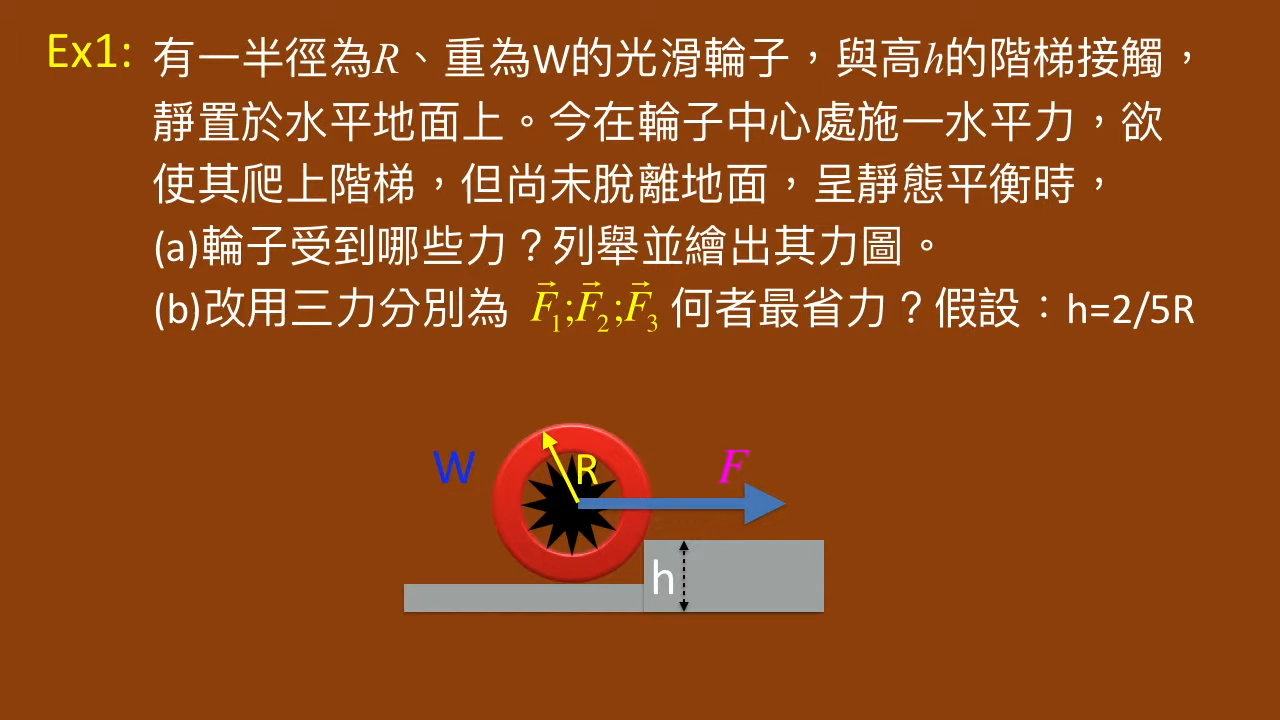 Ex1: 有一半徑為R、重為W的光滑輪子，與高h的階梯接觸，
靜置於水平地面上。今在輪子中心處施一水平力，欲
使其爬上階梯，但尚未脫離地面，呈靜態平衡時，
(a)輪子受到哪些力？列舉並繪出其力圖。
(b)改用三力分別為 F⃗₁;F⃗₂;F⃗₃ 何者最省力？假設：h=2/5R
W R F
h